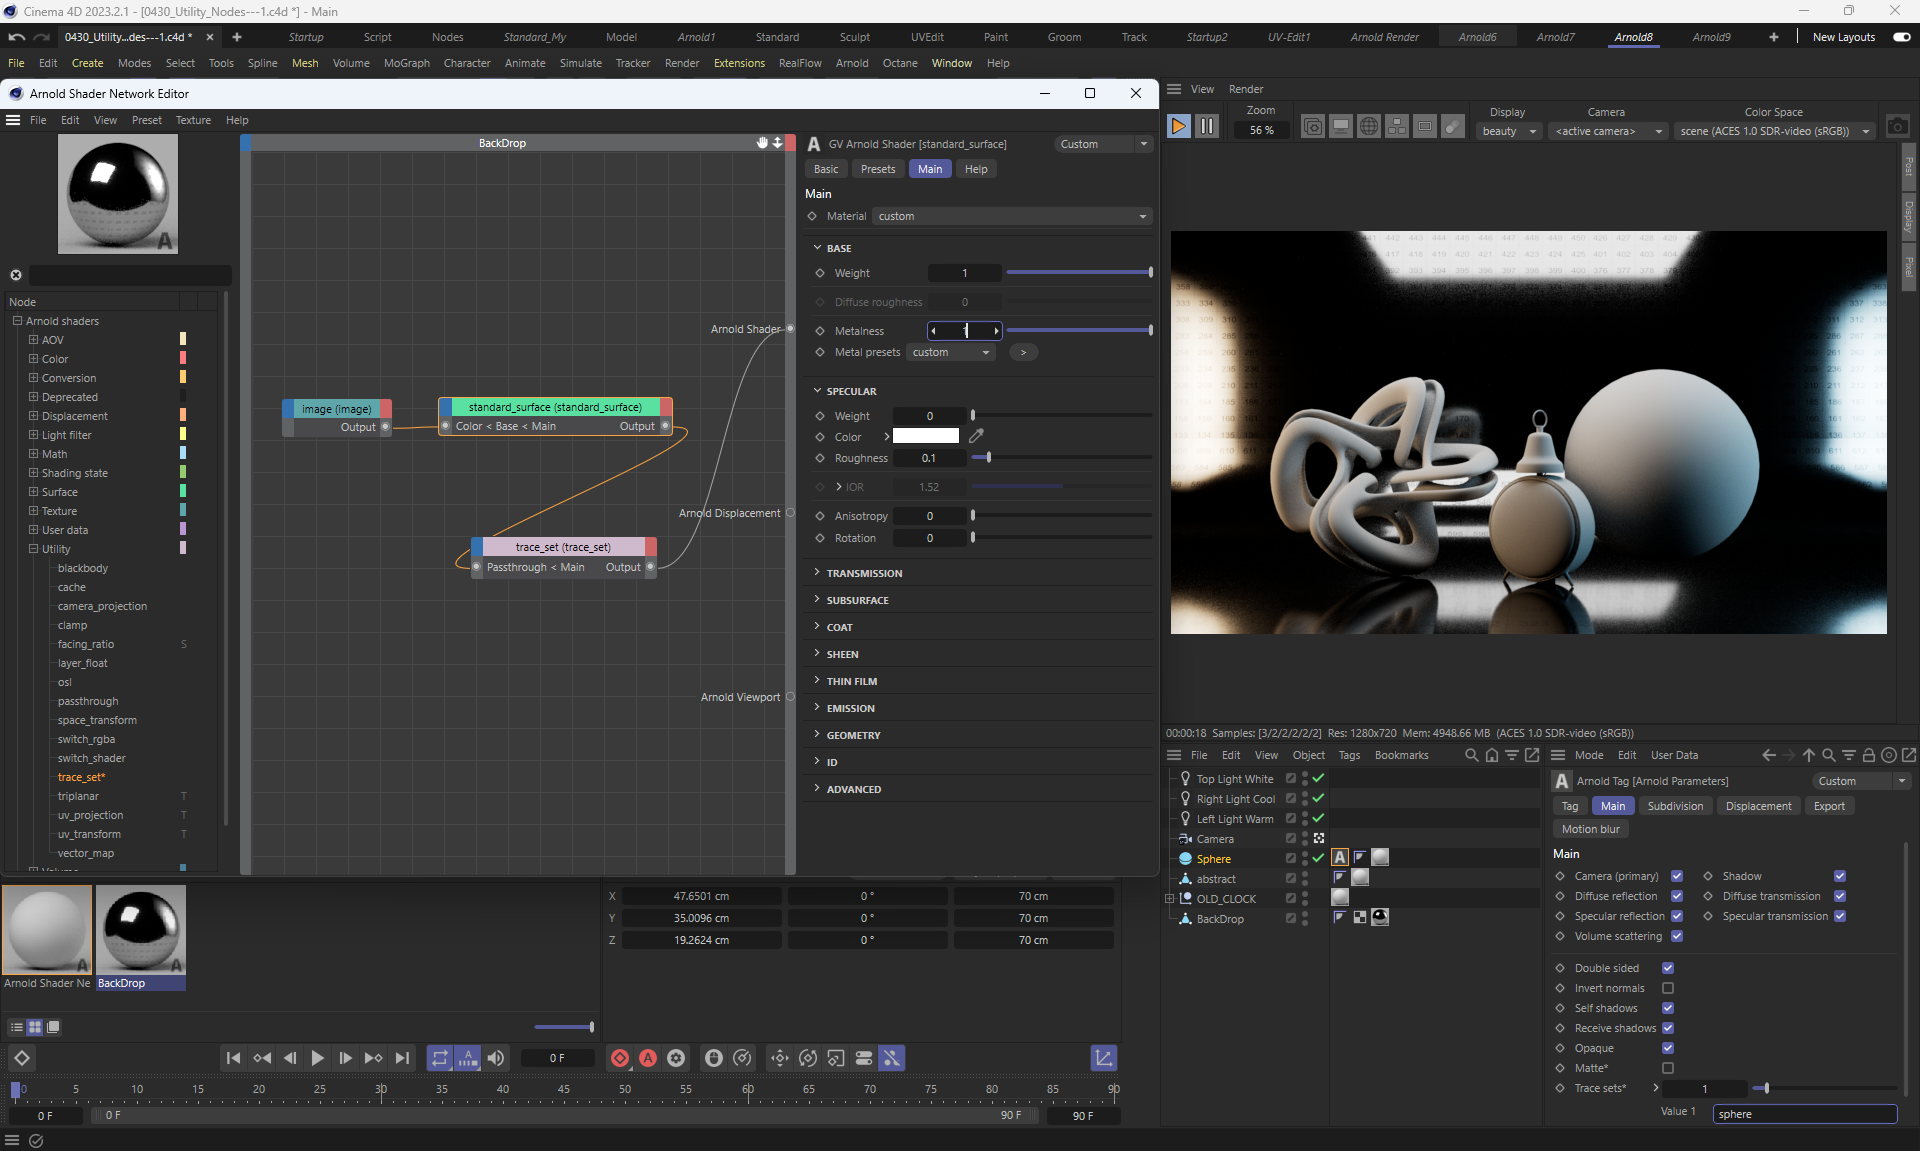 Cinema 4D 2023.2.1 - [0430_Utility_Nodes---1.c4d *] - Main
0430_Utility...des---1.c4d * × + Startup Script Nodes Standard_My Model Arnold1 Standard Sculpt UVEdit Paint Groom Track Startup2 UV-Edit1 Arnold Render Arnold6 Arnold7 Arnold8 Arnold9 + New Layouts
File Edit Create Modes Select Tools Spline Mesh Volume MoGraph Character Animate Simulate Tracker Render Extensions RealFlow Arnold Octane Window Help
Arnold Shader Network Editor
File Edit View Preset Texture Help
BackDrop
Node
Arnold shaders
AOV
Color
Conversion
Deprecated
Displacement
Light filter
Math
Shading state
Surface
Texture
User data
Utility
blackbody
cache
camera_projection
clamp
facing_ratio S
layer_float
osl
passthrough
space_transform
switch_rgba
switch_shader
trace_set*
triplanar T
uv_projection T
uv_transform T
vector_map
Volume
image (image)
Output
standard_surface (standard_surface)
Color < Base < Main Output
trace_set (trace_set)
Passthrough < Main Output
Arnold Shader
Arnold Displacement
Arnold Viewport
A GV Arnold Shader [standard_surface] Custom
Basic Presets Main Help
Main
Material custom
BASE
Weight 1
Diffuse roughness 0
Metalness 1
Metal presets custom >
SPECULAR
Weight 0
Color
Roughness 0.1
IOR 1.52
Anisotropy 0
Rotation 0
TRANSMISSION
SUBSURFACE
COAT
SHEEN
THIN FILM
EMISSION
GEOMETRY
ID
ADVANCED
View Render
Zoom Display Camera Color Space
56 % beauty <active camera> scene (ACES 1.0 SDR-video (sRGB))
Post
Display
Pixel
00:00:18 Samples: [3/2/2/2/2/2] Res: 1280x720 Mem: 4948.66 MB (ACES 1.0 SDR-video (sRGB))
File Edit View Object Tags Bookmarks
Top Light White
Right Light Cool
Left Light Warm
Camera
Sphere
abstract
OLD_CLOCK
BackDrop
Mode Edit User Data
A Arnold Tag [Arnold Parameters] Custom
Tag Main Subdivision Displacement Export
Motion blur
Main
Camera (primary) Shadow
Diffuse reflection Diffuse transmission
Specular reflection Specular transmission
Volume scattering
Double sided
Invert normals
Self shadows
Receive shadows
Opaque
Matte*
Trace sets* 1
Value 1 sphere
Arnold Shader Ne BackDrop
X 47.6501 cm 0 ° 70 cm
Y 35.0096 cm 0 ° 70 cm
Z 19.2624 cm 0 ° 70 cm
0 F
0 5 10 15 20 25 30 35 40 45 50 55 60 65 70 75 80 85 90
0 F 0 F 90 F 90 F